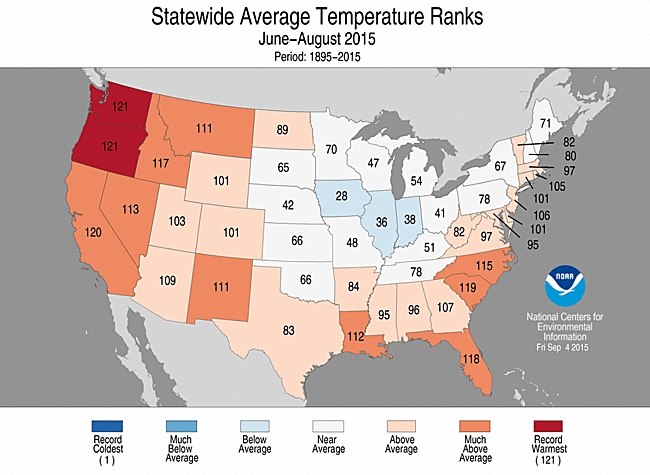 Statewide Average Temperature Ranks
June–August 2015
Period: 1895–2015
121
121
111
117
89
101
65
42
66
66
120
113
103
101
109
111
83
70
47
54
28
36
38
41
48
51
84
78
112
95
96
107
118
119
115
97
82
78
67
71
82
80
97
105
101
106
101
95
NOAA
National Centers for
Environmental
Information
Fri Sep 4 2015
Record
Coldest
(1)
Much
Below
Average
Below
Average
Near
Average
Above
Average
Much
Above
Average
Record
Warmest
(121)